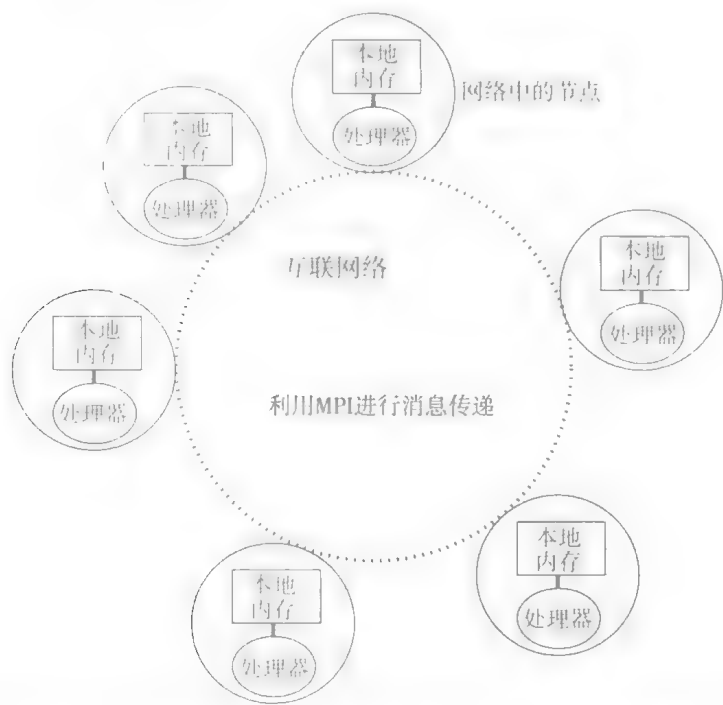 本地
内存
处理器
网络中的节点
本地
内存
处理器
互联网络
本地
内存
处理器
本地
内存
处理器
利用MPI进行消息传递
本地
内存
处理器
本地
内存
处理器